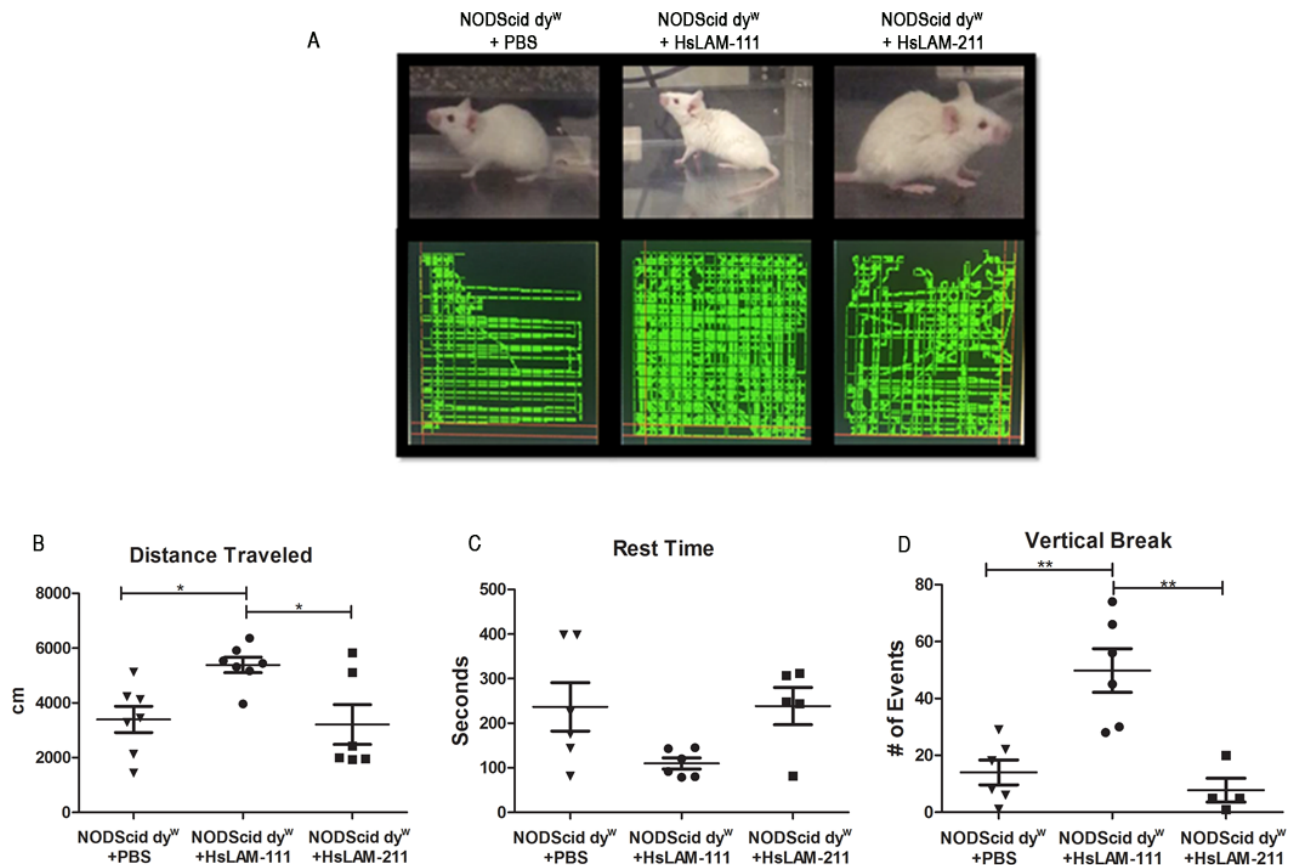 A
NODScid dyᵂ
+ PBS
NODScid dyᵂ
+ HsLAM-111
NODScid dyᵂ
+ HsLAM-211
B
Distance Traveled
cm
8000
6000
4000
2000
0
*
*
NODScid dyᵂ
+PBS
NODScid dyᵂ
+HsLAM-111
NODScid dyᵂ
+HsLAM-211
C
Rest Time
Seconds
500
400
300
200
100
0
NODScid dyᵂ
+PBS
NODScid dyᵂ
+HsLAM-111
NODScid dyᵂ
+HsLAM-211
D
Vertical Break
# of Events
80
60
40
20
0
**
**
NODScid dyᵂ
+PBS
NODScid dyᵂ
+HsLAM-111
NODScid dyᵂ
+HsLAM-211